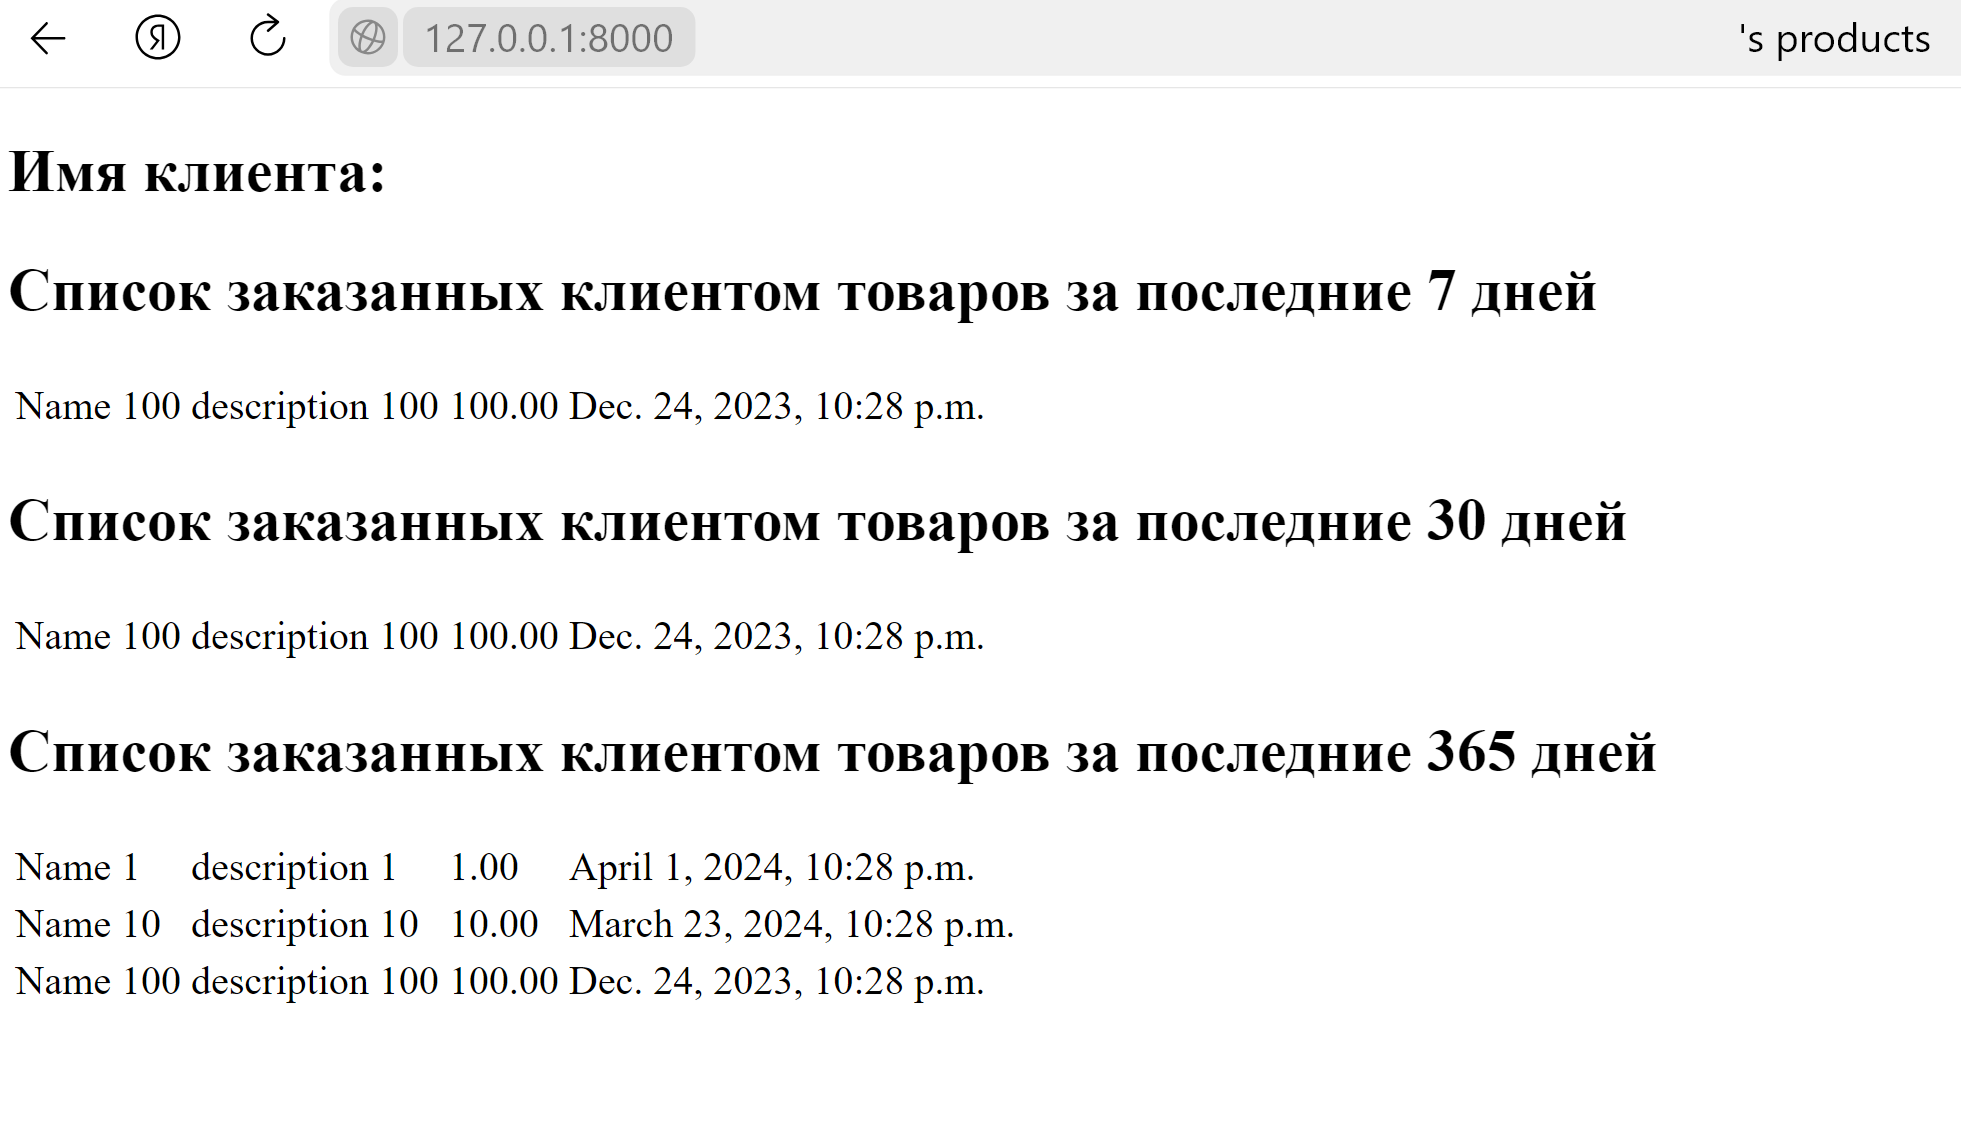 127.0.0.1:8000 's products
Имя клиента:
Список заказанных клиентом товаров за последние 7 дней
Name 100 description 100 100.00 Dec. 24, 2023, 10:28 p.m.
Список заказанных клиентом товаров за последние 30 дней
Name 100 description 100 100.00 Dec. 24, 2023, 10:28 p.m.
Список заказанных клиентом товаров за последние 365 дней
Name 1 description 1 1.00 April 1, 2024, 10:28 p.m.
Name 10 description 10 10.00 March 23, 2024, 10:28 p.m.
Name 100 description 100 100.00 Dec. 24, 2023, 10:28 p.m.